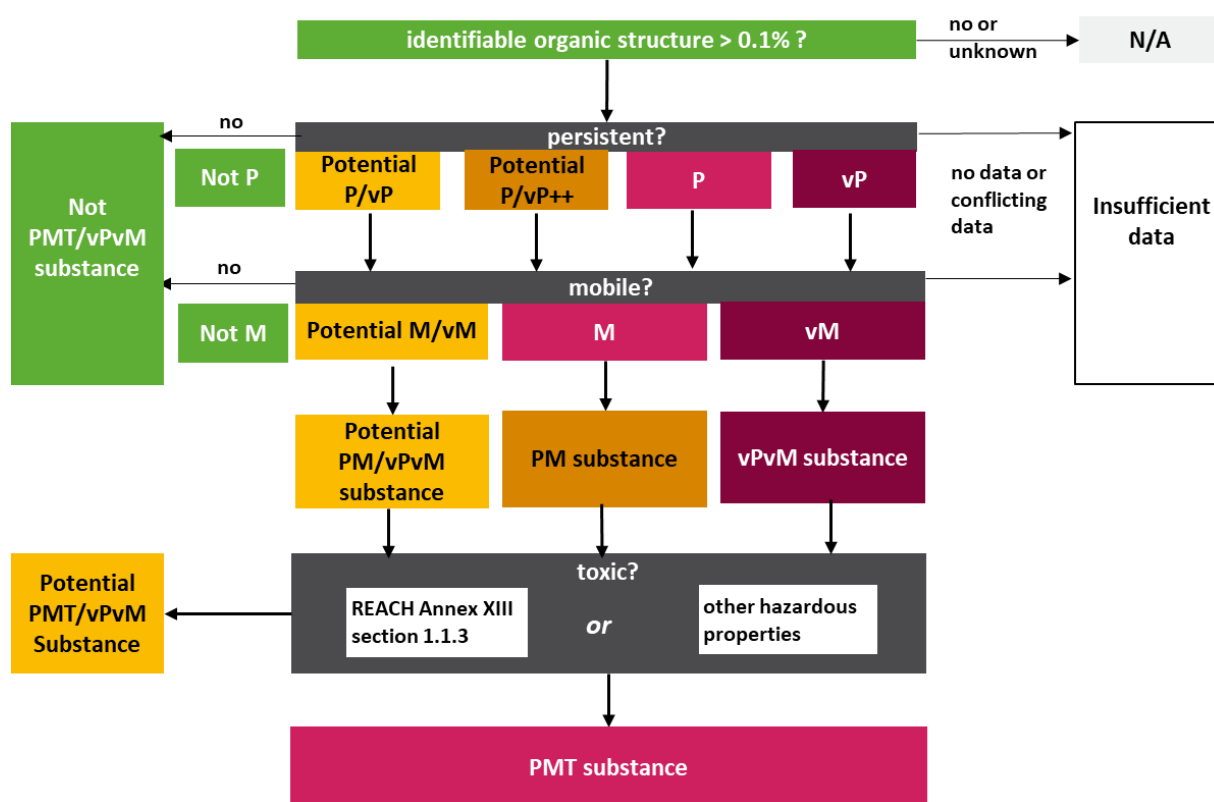 identifiable organic structure > 0.1% ?
no or
unknown
N/A
no
persistent?
Not
PMT/vPvM
substance
Not P
Potential
P/vP
Potential
P/vP++
P
vP
no data or
conflicting
data
Insufficient
data
no
mobile?
Not M
Potential M/vM
M
vM
Potential
PM/vPvM
substance
PM substance
vPvM substance
Potential
PMT/vPvM
Substance
toxic?
REACH Annex XIII
section 1.1.3
or
other hazardous
properties
PMT substance